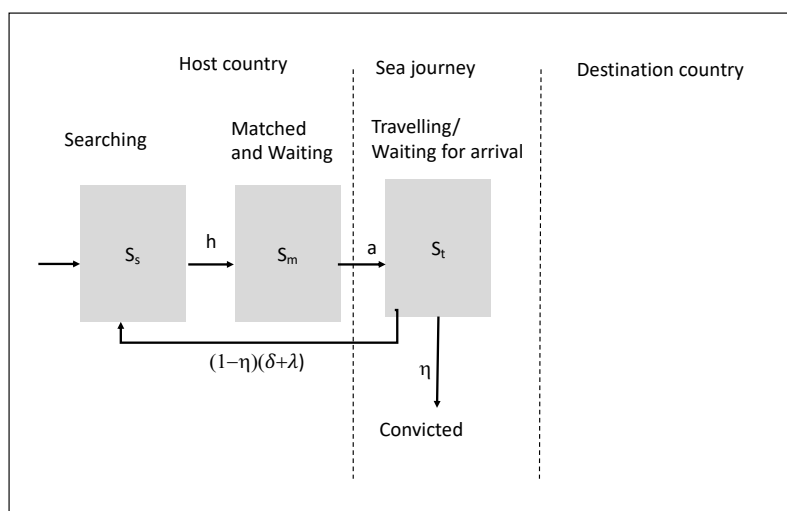 Host country
Sea journey
Destination country
Searching
Matched
and Waiting
Travelling/
Waiting for arrival
Ss
h
Sm
a
St
(1−η)(δ+λ)
η
Convicted